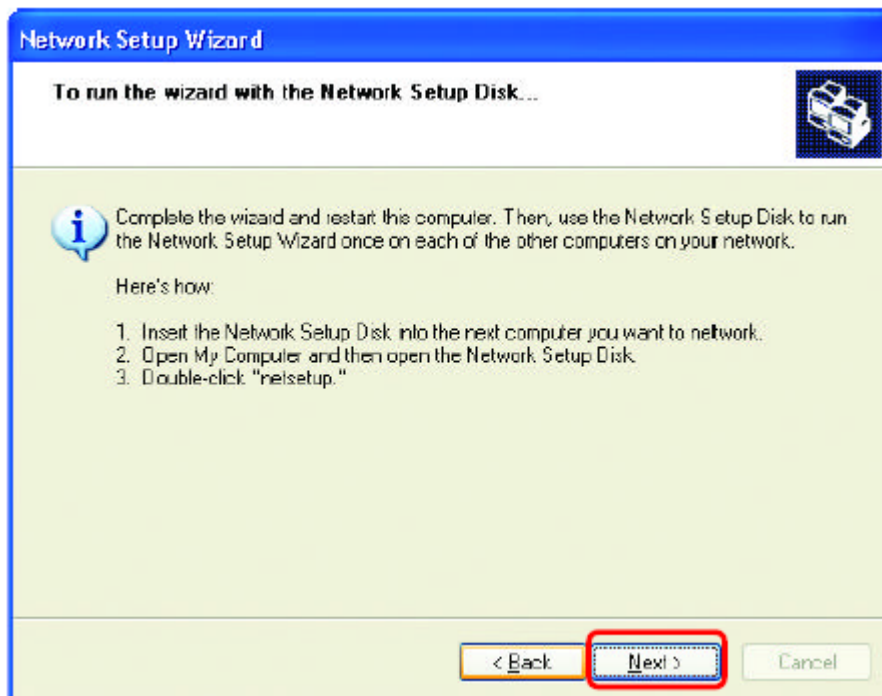 Network Setup Wizard
To run the wizard with the Network Setup Disk...
Complete the wizard and restart this computer. Then, use the Network Setup Disk to run
the Network Setup Wizard once on each of the other computers on your network.
Here's how:
1. Insert the Network Setup Disk into the next computer you want to network.
2. Open My Computer and then open the Network Setup Disk.
3. Double-click "netsetup."
< Back
Next >
Cancel